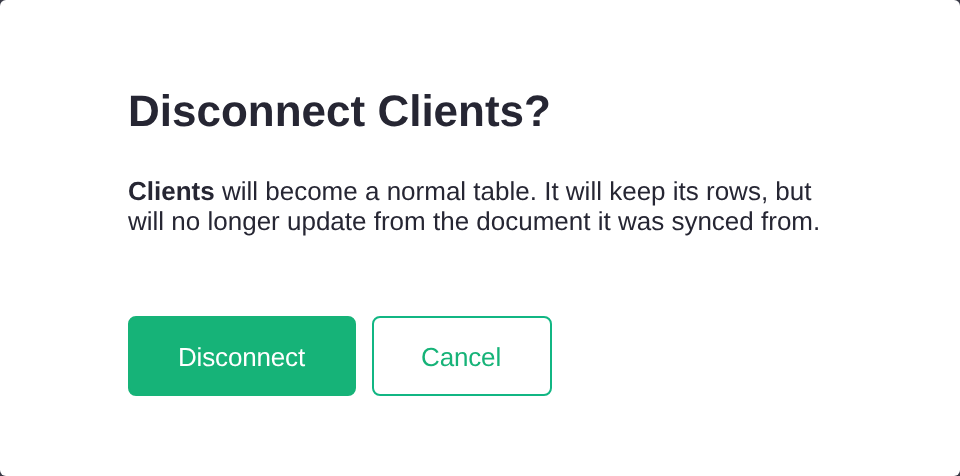 Disconnect Clients?
Clients will become a normal table. It will keep its rows, but
will no longer update from the document it was synced from.
Disconnect
Cancel